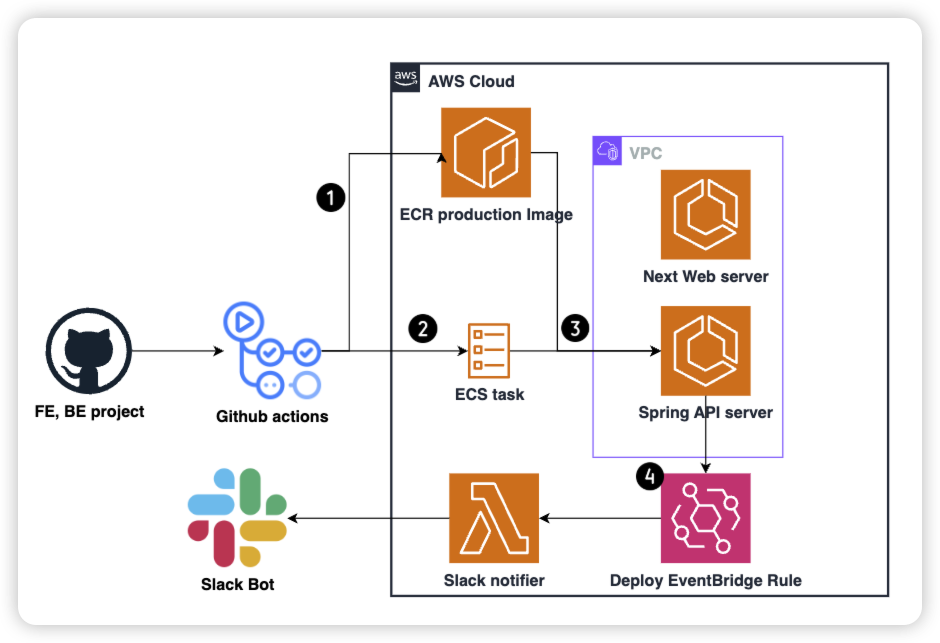 aws
AWS Cloud
1
ECR production Image
VPC
Next Web server
2
3
FE, BE project
Github actions
ECS task
Spring API server
4
Slack Bot
Slack notifier
Deploy EventBridge Rule